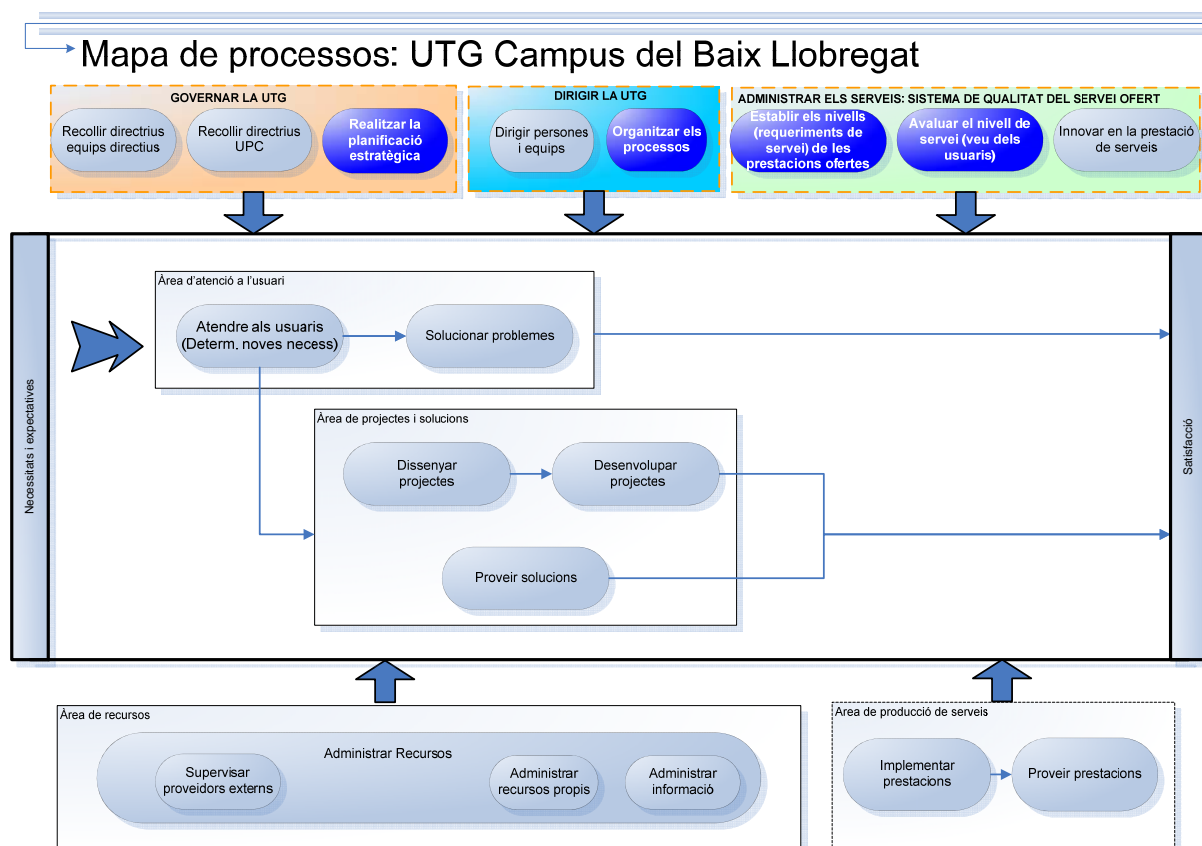 Mapa de processos: UTG Campus del Baix Llobregat
GOVERNAR LA UTG
Recollir directrius
equips directius
Recollir directrius
UPC
Realitzar la
planificació
estratègica
DIRIGIR LA UTG
Dirigir persones
i equips
Organitzar els
processos
ADMINISTRAR ELS SERVEIS: SISTEMA DE QUALITAT DEL SERVEI OFERT
Establir els nivells
(requeriments de
servei) de les
prestacions ofertes
Avaluar el nivell de
servei (veu dels
usuaris)
Innovar en la prestació
de serveis
Necessitats i expectatives
Àrea d'atenció a l'usuari
Atendre als usuaris
(Determ. noves necess)
Solucionar problemes
Àrea de projectes i solucions
Dissenyar
projectes
Desenvolupar
projectes
Proveir solucions
Satisfacció
Àrea de recursos
Administrar Recursos
Supervisar
proveidors externs
Administrar
recursos propis
Administrar
informació
Area de producció de serveis
Implementar
prestacions
Proveir prestacions